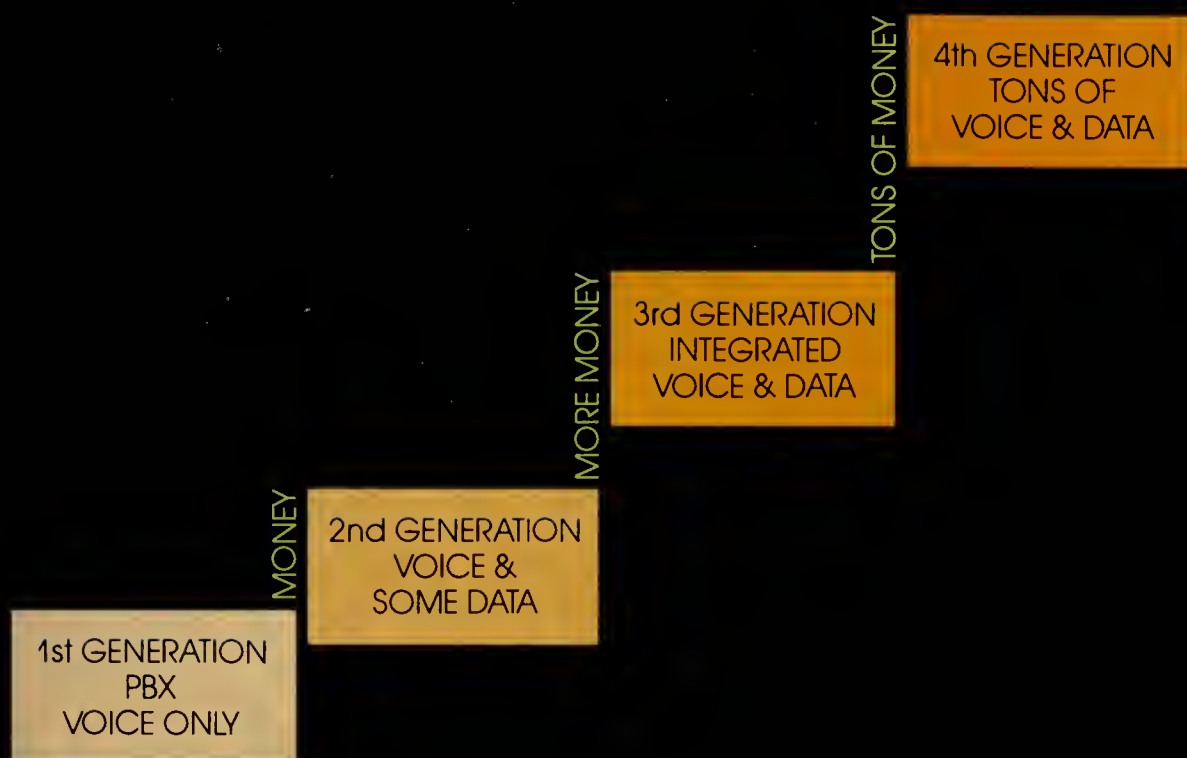 1st GENERATION
PBX
VOICE ONLY
MONEY
2nd GENERATION
VOICE &
SOME DATA
MORE MONEY
3rd GENERATION
INTEGRATED
VOICE & DATA
TONS OF MONEY
4th GENERATION
TONS OF
VOICE & DATA